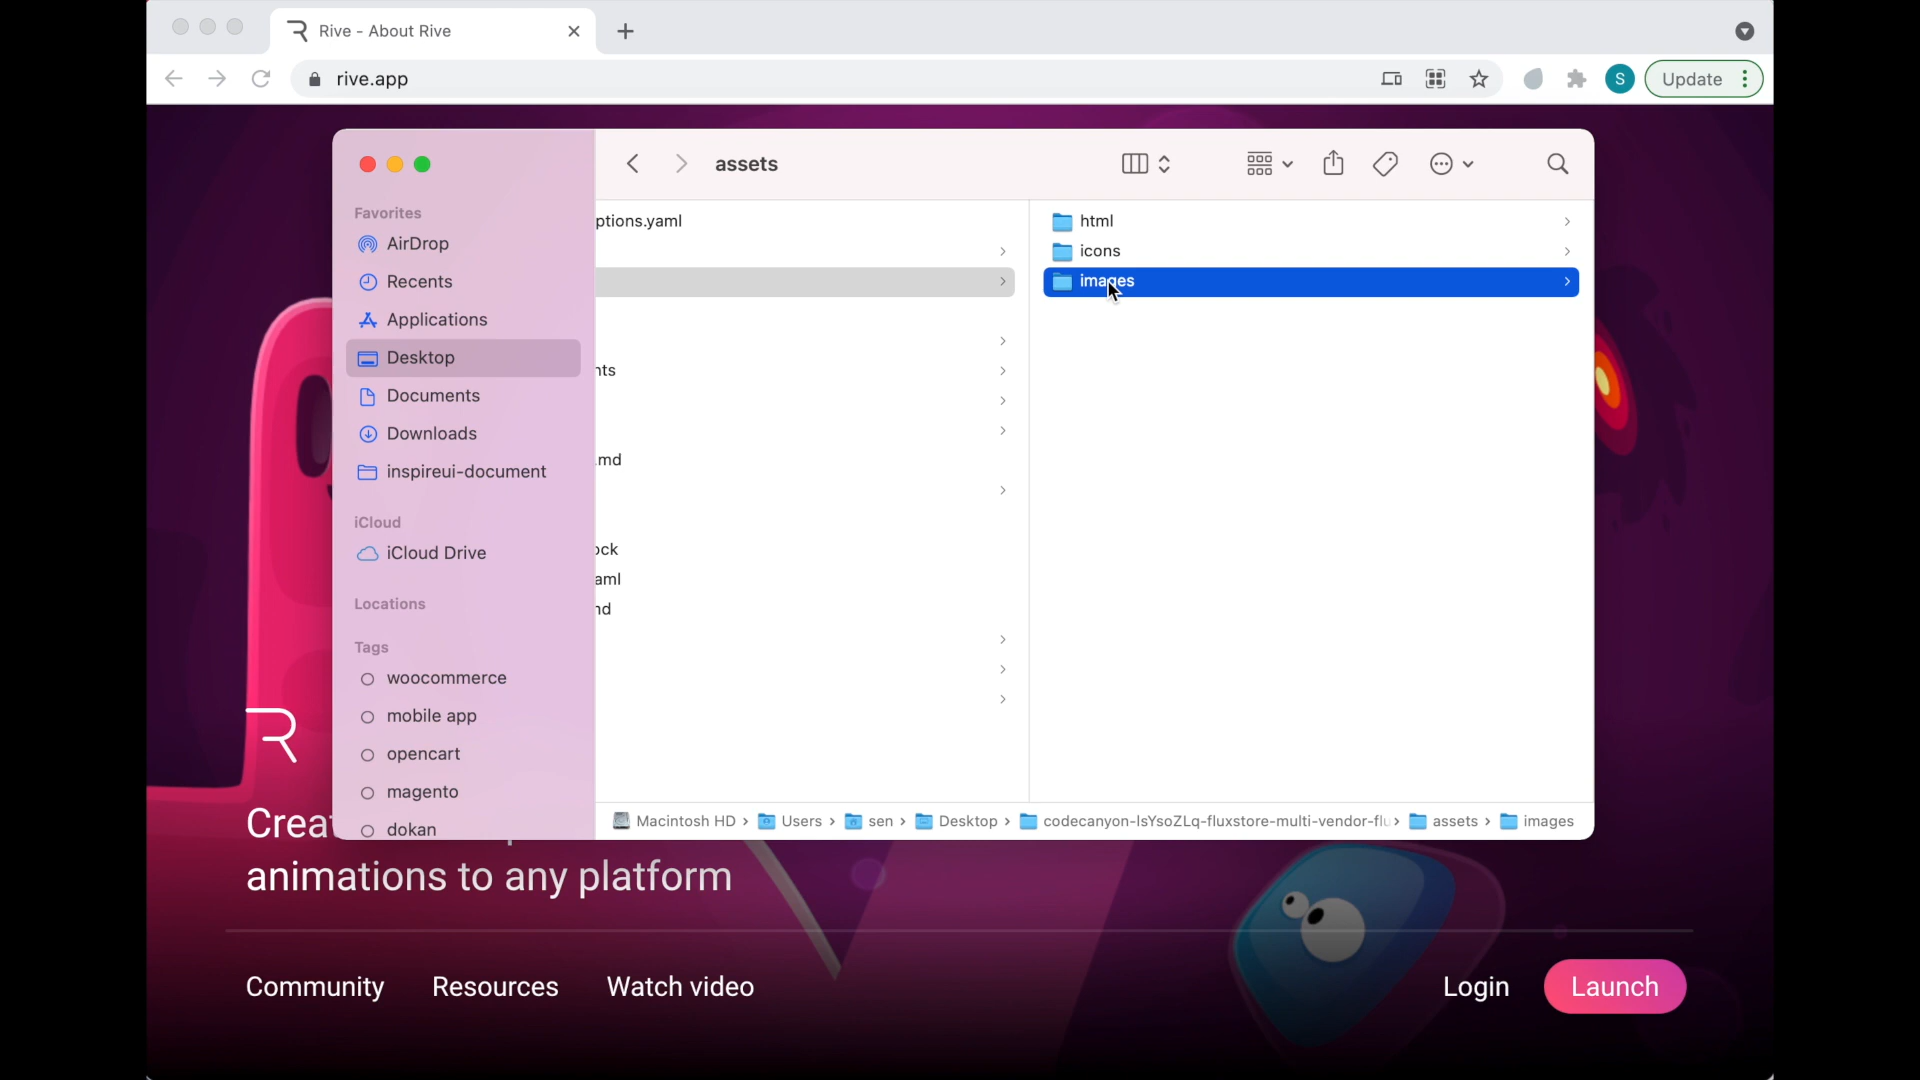 Rive - About Rive
rive.app
S
Update
assets
Favorites
AirDrop
Recents
Applications
Desktop
Documents
Downloads
inspireui-document
iCloud
iCloud Drive
Locations
Tags
woocommerce
mobile app
opencart
magento
dokan
ptions.yaml
nts
.md
ock
aml
nd
html
icons
images
Macintosh HD › Users › sen › Desktop › codecanyon-lsYsoZLq-fluxstore-multi-vendor-flu › assets › images
animations to any platform
Community
Resources
Watch video
Login
Launch